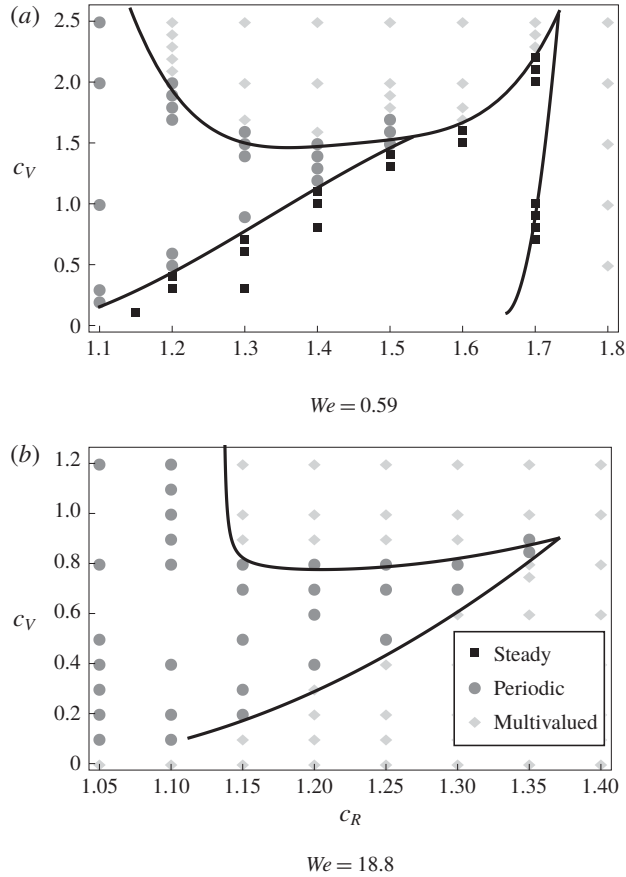 (a)
2.5
2.0
1.5
c_V
1.0
0.5
0
1.1 1.2 1.3 1.4 1.5 1.6 1.7 1.8
We = 0.59
(b)
1.2
1.0
0.8
c_V 0.6
0.4
0.2
0
Steady
Periodic
Multivalued
1.05 1.10 1.15 1.20 1.25 1.30 1.35 1.40
c_R
We = 18.8